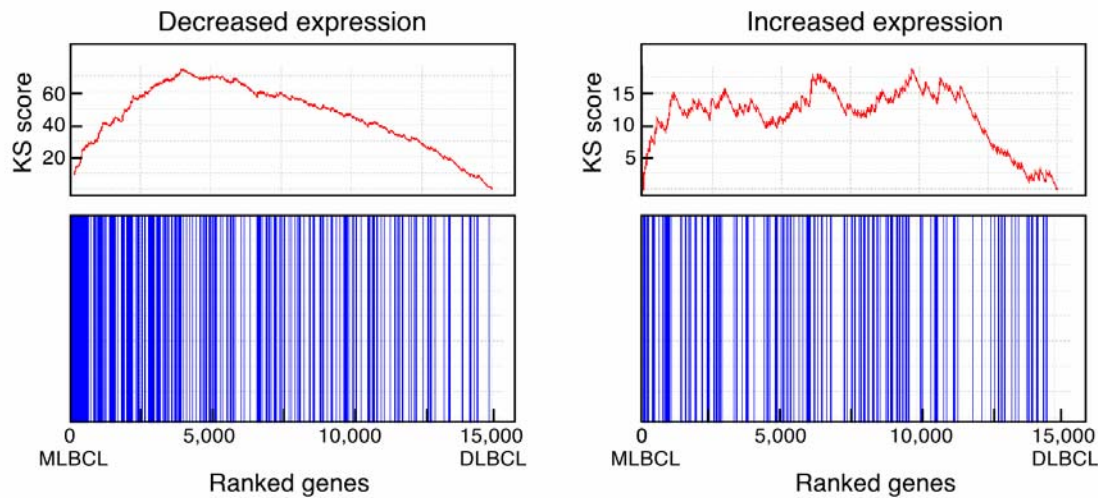 Decreased expression
KS score
60
40
20
0 5,000 10,000 15,000
MLBCL DLBCL
Ranked genes
Increased expression
KS score
15
10
5
0 5,000 10,000 15,000
MLBCL DLBCL
Ranked genes